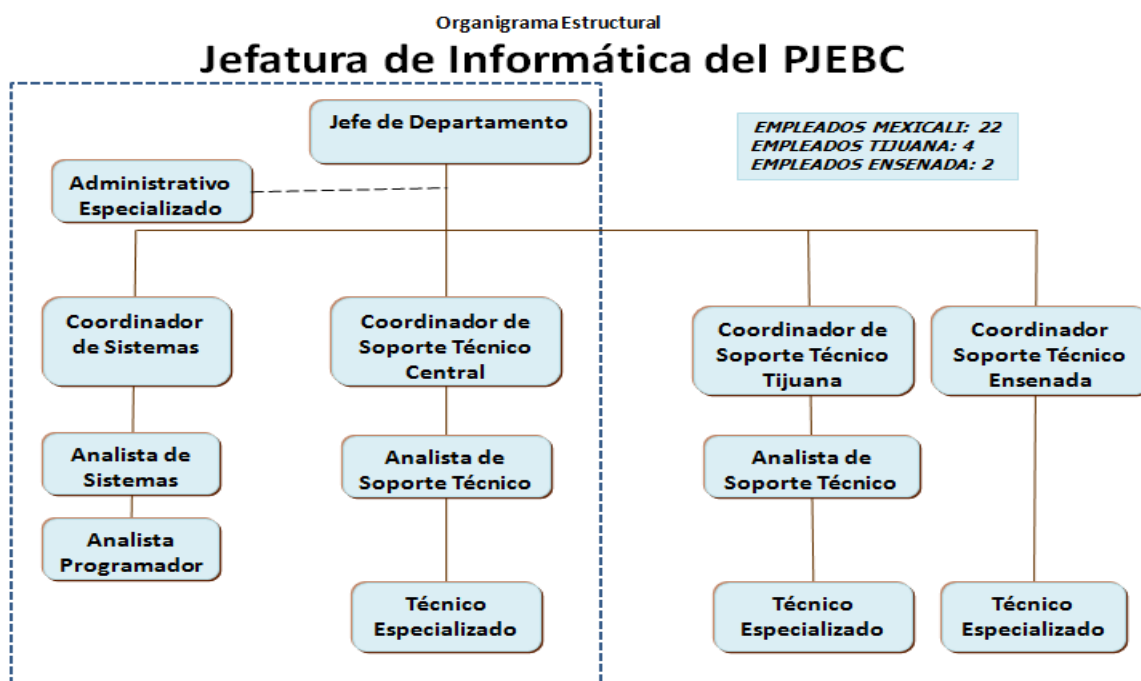 Organigrama Estructural
Jefatura de Informática del PJEBC
Jefe de Departamento
EMPLEADOS MEXICALI: 22
EMPLEADOS TIJUANA: 4
EMPLEADOS ENSENADA: 2
Administrativo
Especializado
Coordinador
de Sistemas
Coordinador de
Soporte Técnico
Central
Coordinador de
Soporte Técnico
Tijuana
Coordinador
Soporte Técnico
Ensenada
Analista de
Sistemas
Analista de
Soporte Técnico
Analista de
Soporte Técnico
Analista
Programador
Técnico
Especializado
Técnico
Especializado
Técnico
Especializado